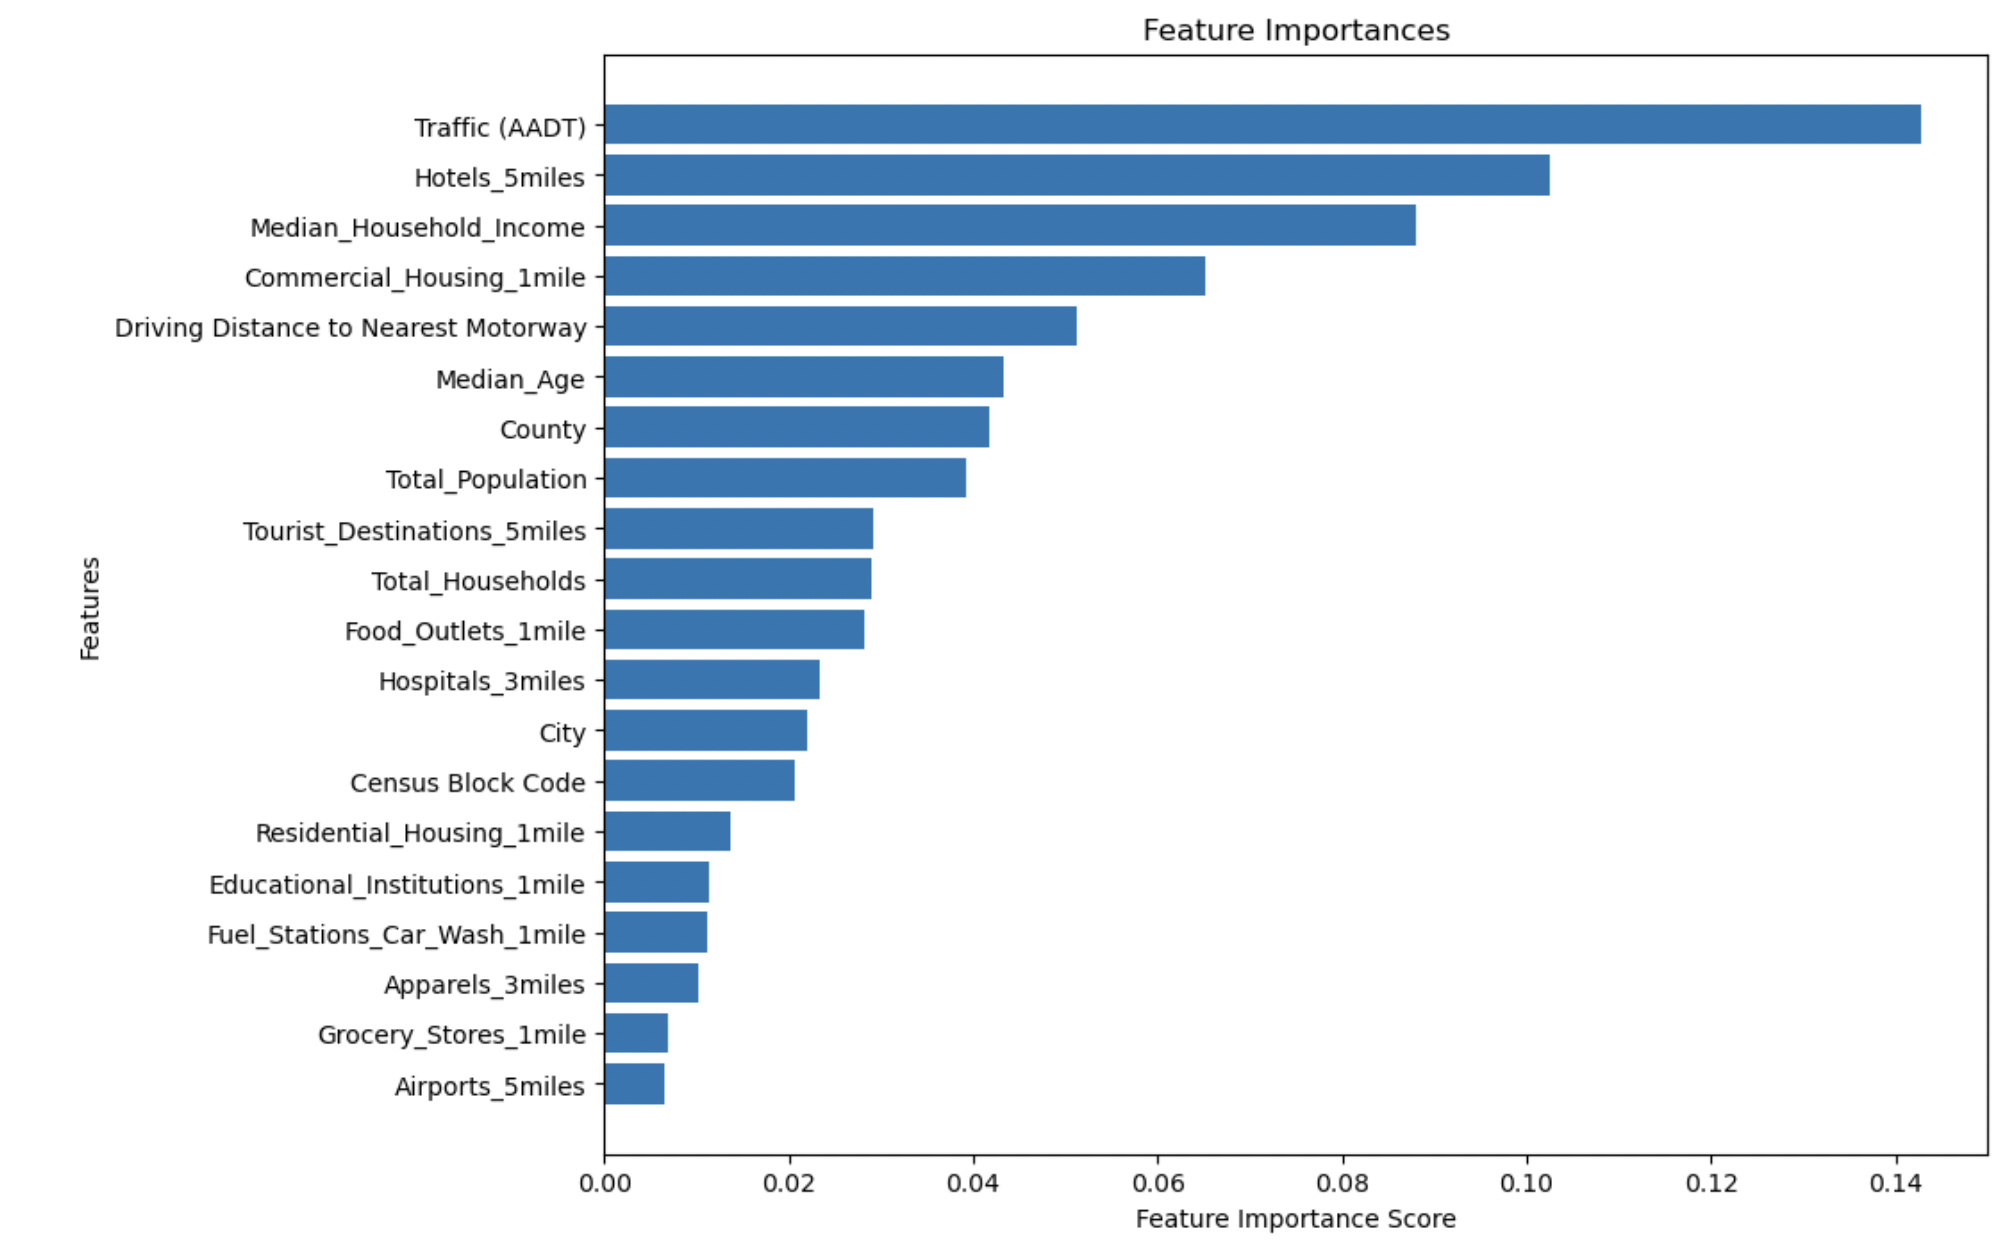 Feature Importances
Traffic (AADT)
Hotels_5miles
Median_Household_Income
Commercial_Housing_1mile
Driving Distance to Nearest Motorway
Median_Age
County
Total_Population
Tourist_Destinations_5miles
Total_Households
Food_Outlets_1mile
Hospitals_3miles
City
Census Block Code
Residential_Housing_1mile
Educational_Institutions_1mile
Fuel_Stations_Car_Wash_1mile
Apparels_3miles
Grocery_Stores_1mile
Airports_5miles
Features
0.00 0.02 0.04 0.06 0.08 0.10 0.12 0.14
Feature Importance Score